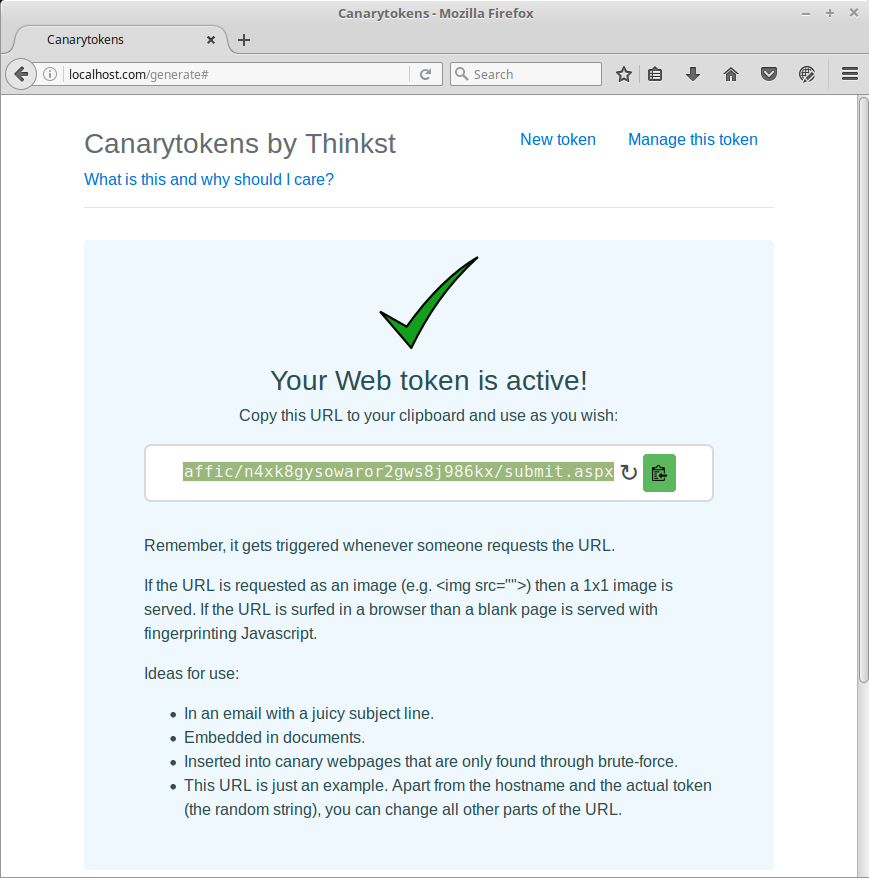 Canarytokens - Mozilla Firefox
Canarytokens
localhost.com/generate#
Search
Canarytokens by Thinkst
New token
Manage this token
What is this and why should I care?
Your Web token is active!
Copy this URL to your clipboard and use as you wish:
affic/n4xk8gysowaror2gws8j986kx/submit.aspx
Remember, it gets triggered whenever someone requests the URL.
If the URL is requested as an image (e.g. <img src="">) then a 1x1 image is
served. If the URL is surfed in a browser than a blank page is served with
fingerprinting Javascript.
Ideas for use:
In an email with a juicy subject line.
Embedded in documents.
Inserted into canary webpages that are only found through brute-force.
This URL is just an example. Apart from the hostname and the actual token
(the random string), you can change all other parts of the URL.